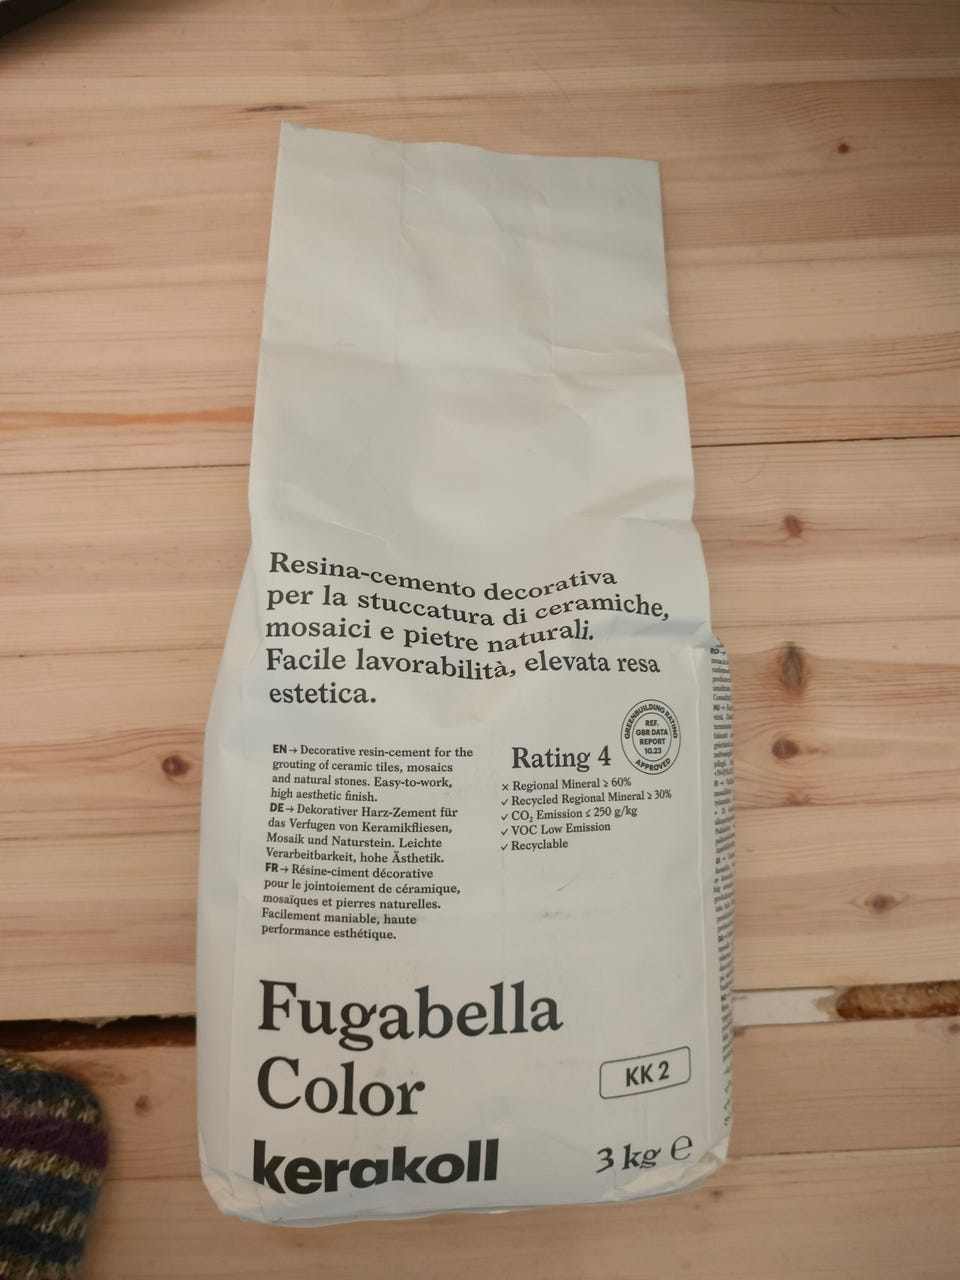 Resina-cemento decorativa
per la stuccatura di ceramiche,
mosaici e pietre naturali.
Facile lavorabilità, elevata resa
estetica.
EN → Decorative resin-cement for the
grouting of ceramic tiles, mosaics
and natural stones. Easy-to-work,
high aesthetic finish.
DE → Dekorativer Harz-Zement für
das Verfugen von Keramikfliesen,
Mosaik und Naturstein. Leichte
Verarbeitbarkeit, hohe Ästhetik.
FR → Résine-ciment décorative
pour le jointoiement de céramique,
mosaïques et pierres naturelles.
Facilement maniable, haute
performance esthétique.
Rating 4
GREENBUILDING RATING
REF.
GBR DATA
REPORT
10.23
APPROVED
× Regional Mineral ≥ 60%
✓ Recycled Regional Mineral ≥ 30%
✓ CO₂ Emission ≤ 250 g/kg
✓ VOC Low Emission
✓ Recyclable
Fugabella
Color
KK 2
kerakoll
3 kg ℮